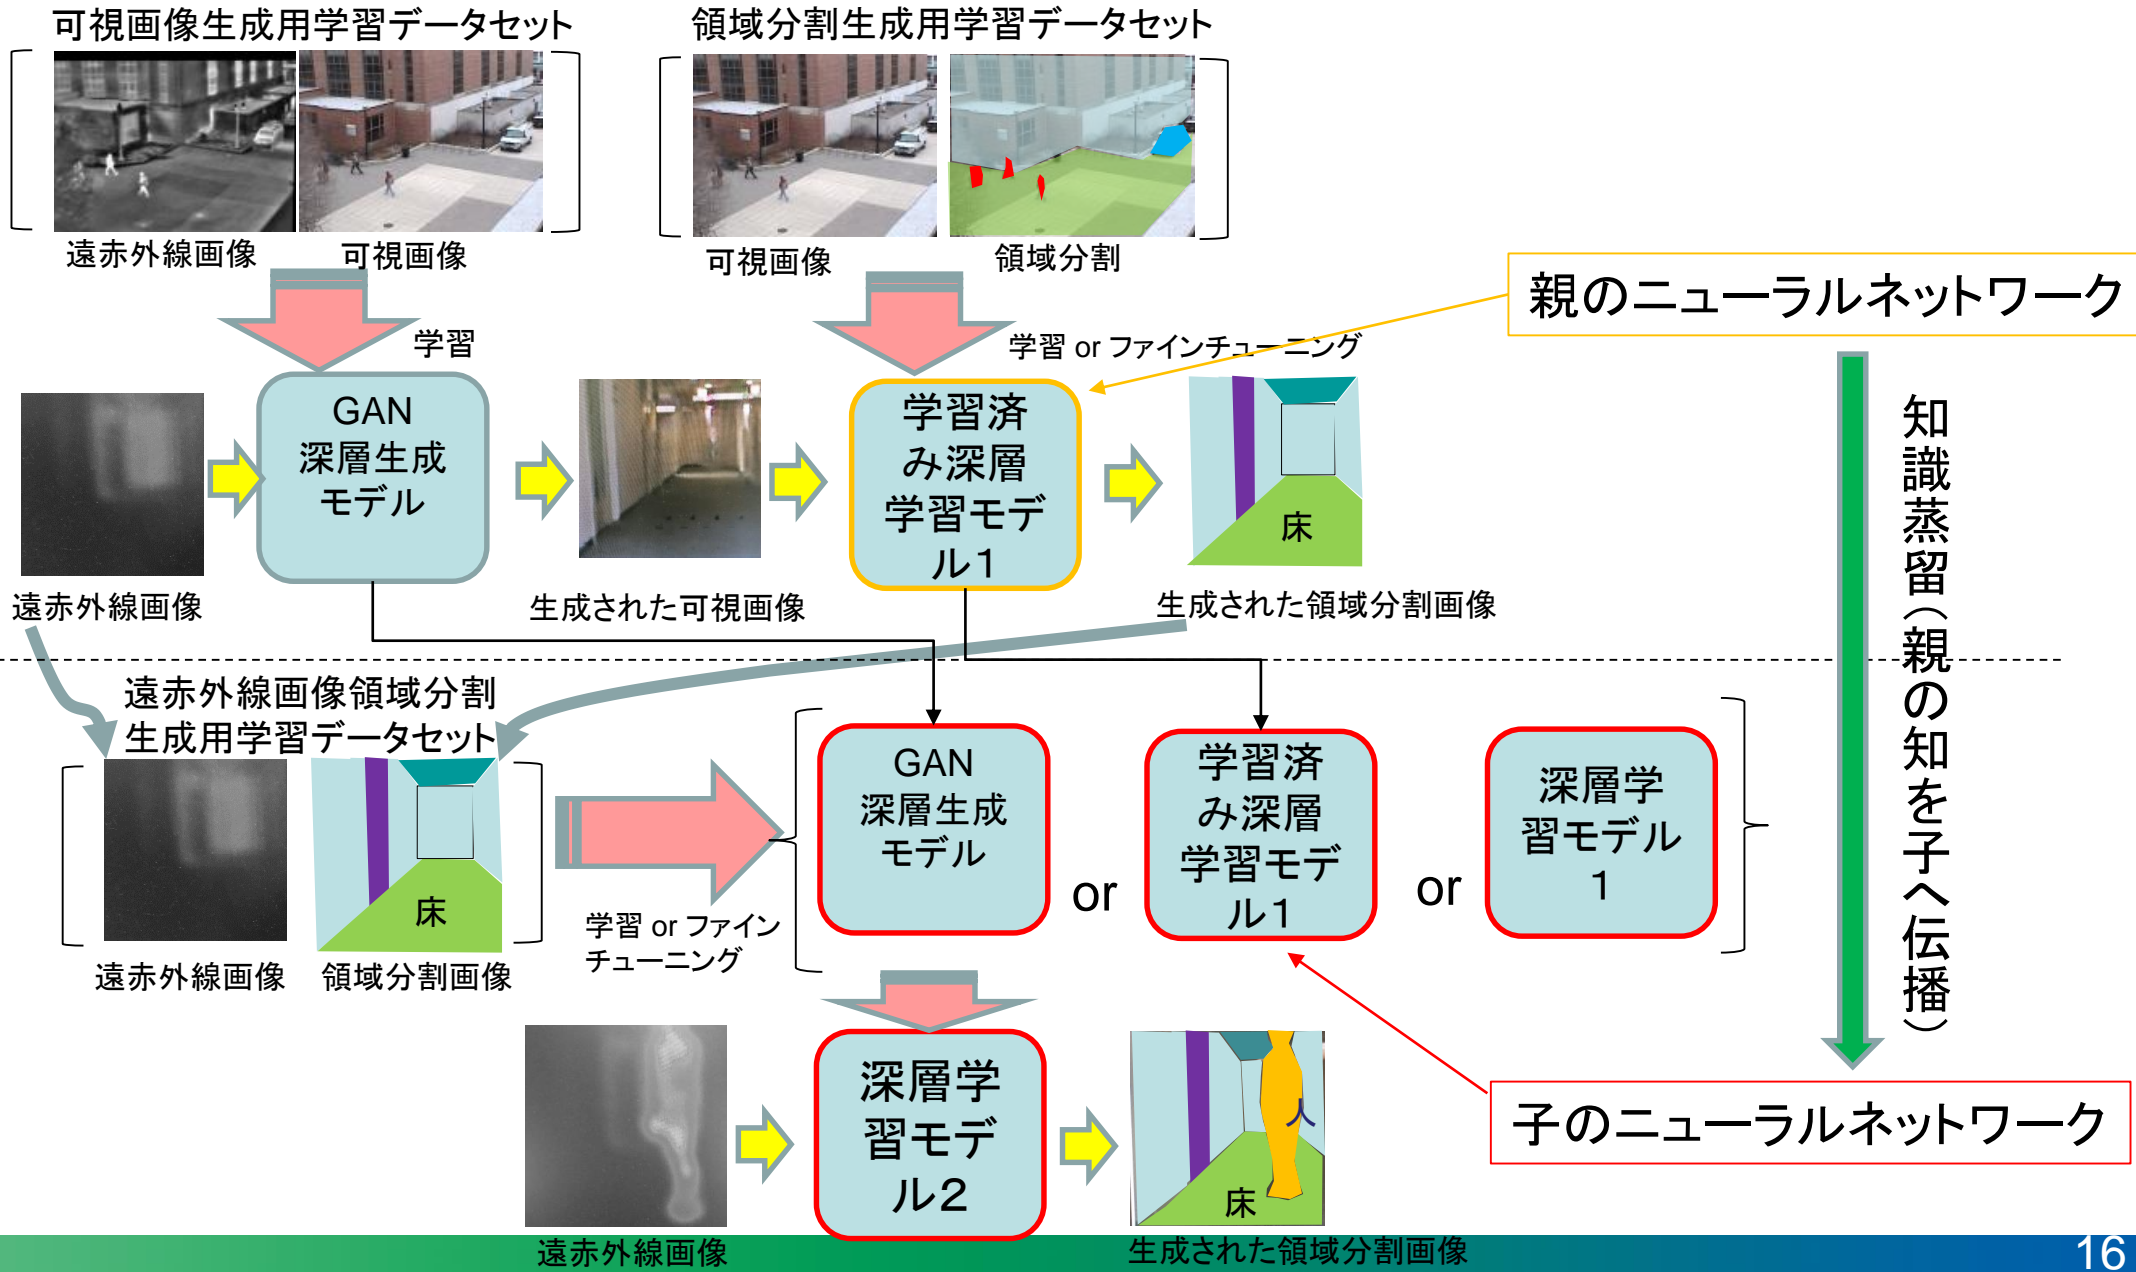 可視画像生成用学習データセット
領域分割生成用学習データセット
遠赤外線画像
可視画像
可視画像
領域分割
親のニューラルネットワーク
学習
学習 or ファインチューニング
GAN
深層生成
モデル
学習済
み深層
学習モデ
ル1
床
遠赤外線画像
生成された可視画像
生成された領域分割画像
知識蒸留（親の知を子へ伝播）
遠赤外線画像領域分割
生成用学習データセット
床
遠赤外線画像
領域分割画像
学習 or ファイン
チューニング
GAN
深層生成
モデル
or
学習済
み深層
学習モデ
ル1
or
深層学
習モデル
1
子のニューラルネットワーク
深層学
習モデ
ル2
人
床
遠赤外線画像
生成された領域分割画像
16